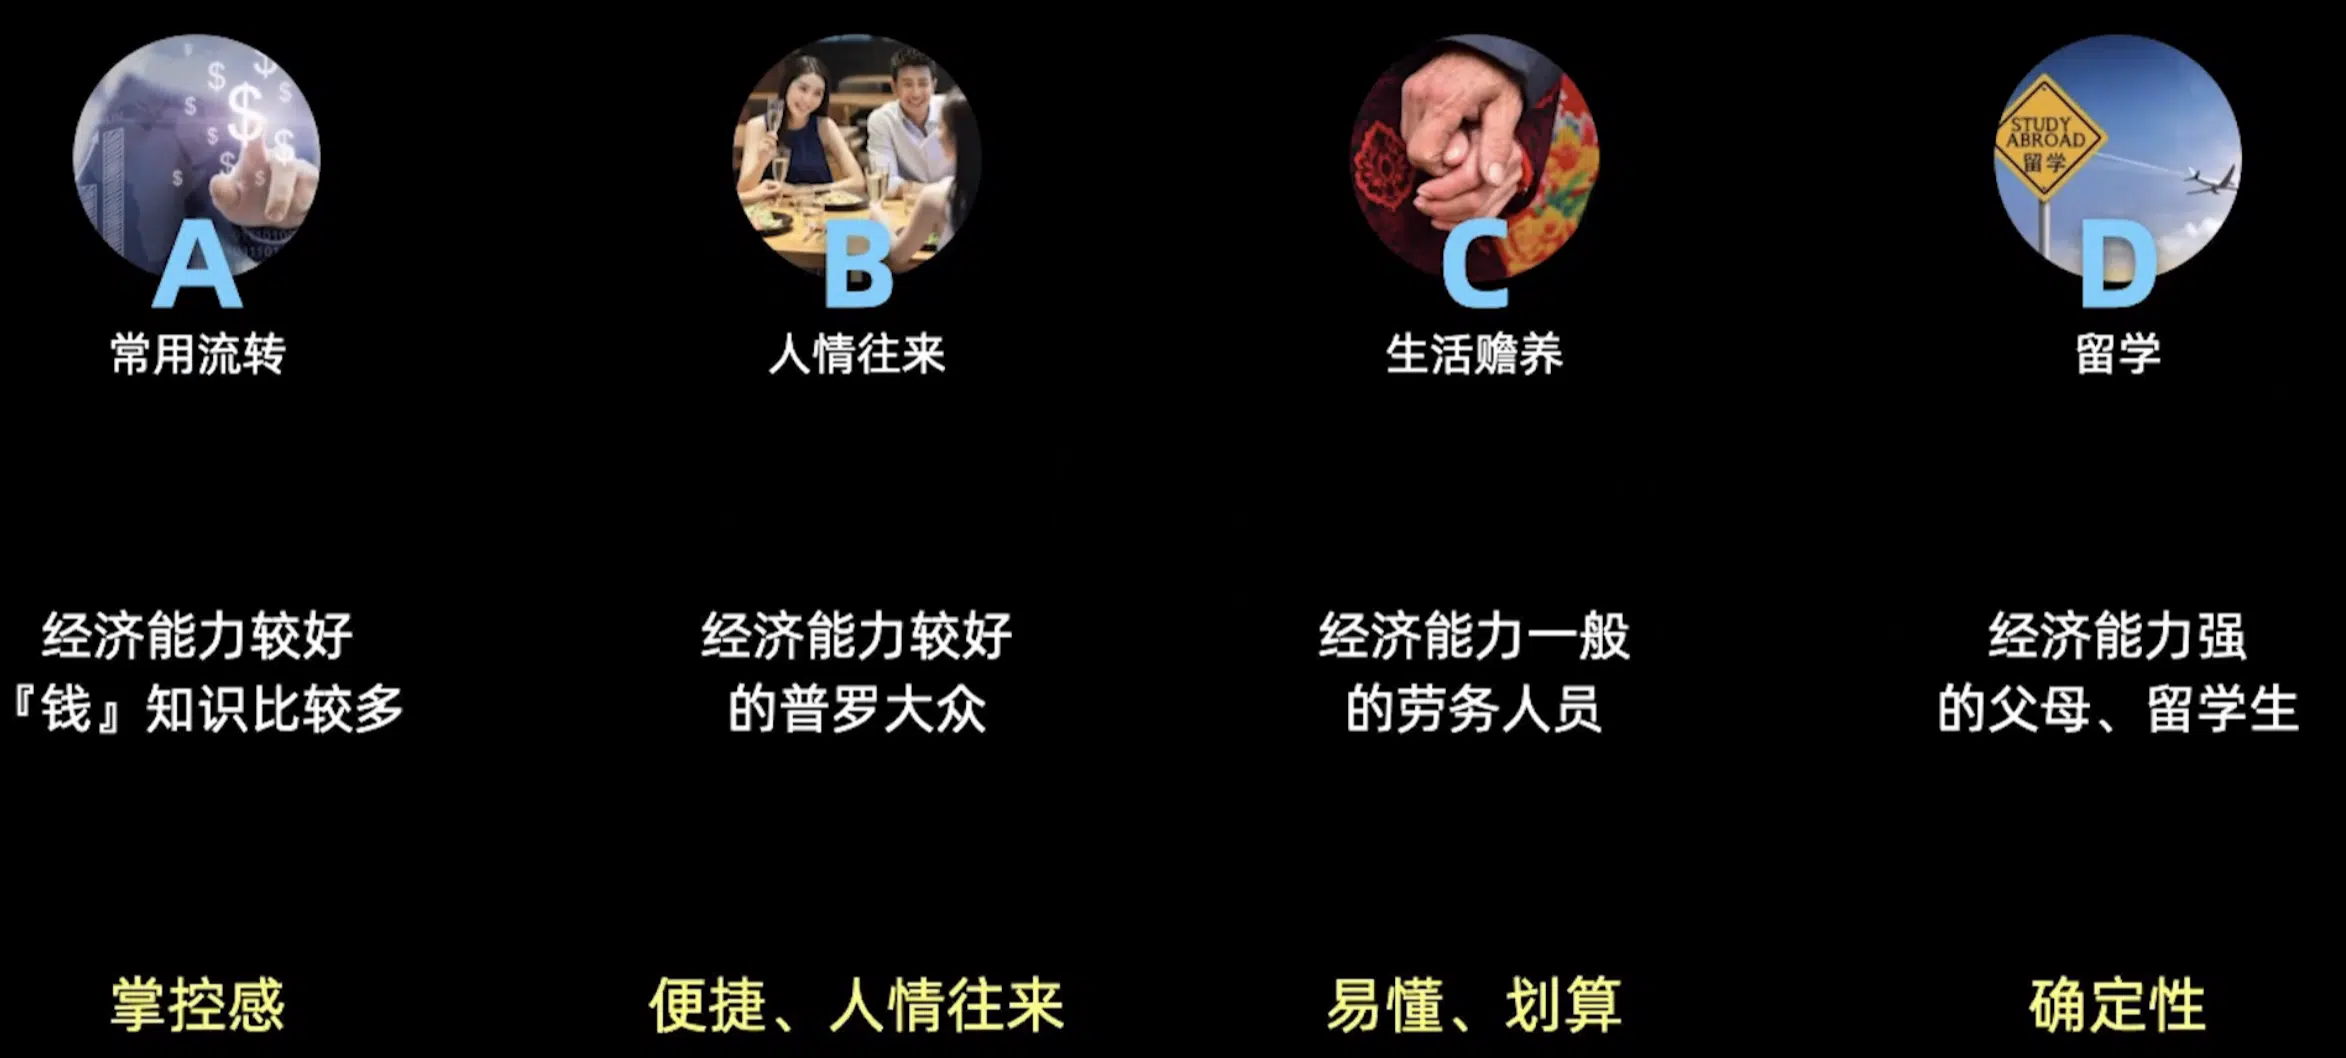 A
常用流转
经济能力较好
『钱』知识比较多
掌控感
B
人情往来
经济能力较好
的普罗大众
便捷、人情往来
C
生活赡养
经济能力一般
的劳务人员
易懂、划算
STUDY
ABROAD
留学
D
留学
经济能力强
的父母、留学生
确定性